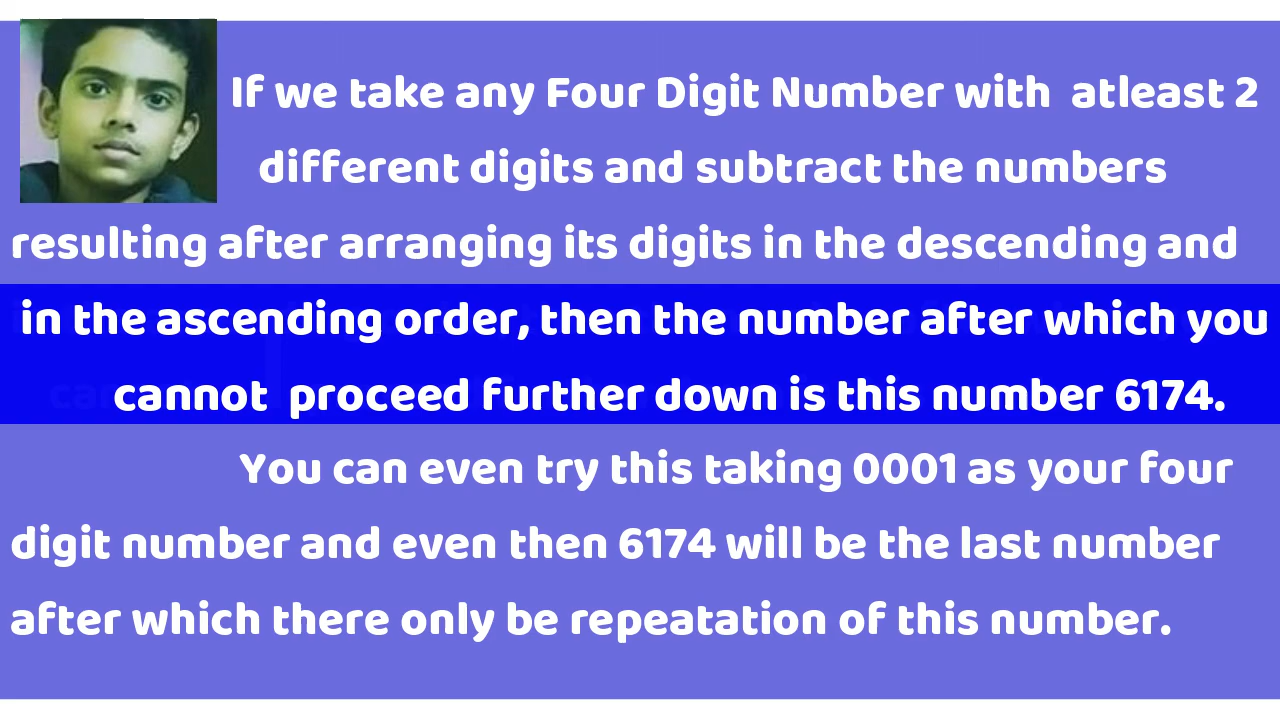 If we take any Four Digit Number with atleast 2
different digits and subtract the numbers
resulting after arranging its digits in the descending and
in the ascending order, then the number after which you
cannot proceed further down is this number 6174.
You can even try this taking 0001 as your four
digit number and even then 6174 will be the last number
after which there only be repeatation of this number.